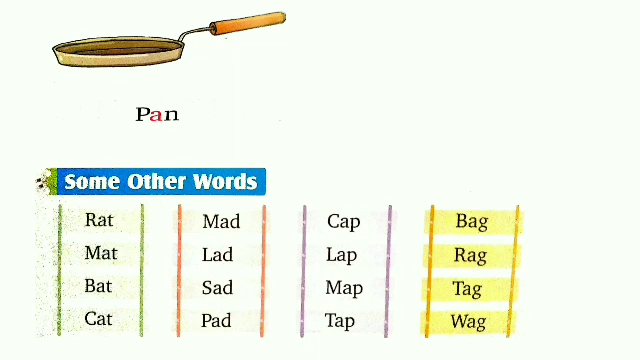 Pan
Some Other Words
Rat Mad Cap Bag
Mat Lad Lap Rag
Bat Sad Map Tag
Cat Pad Tap Wag